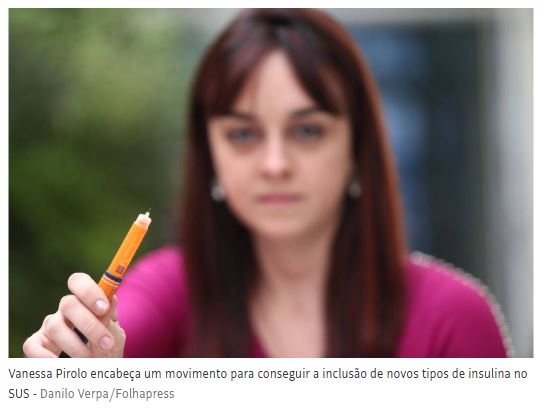 Vanessa Pirolo encabeça um movimento para conseguir a inclusão de novos tipos de insulina no
SUS - Danilo Verpa/Folhapress